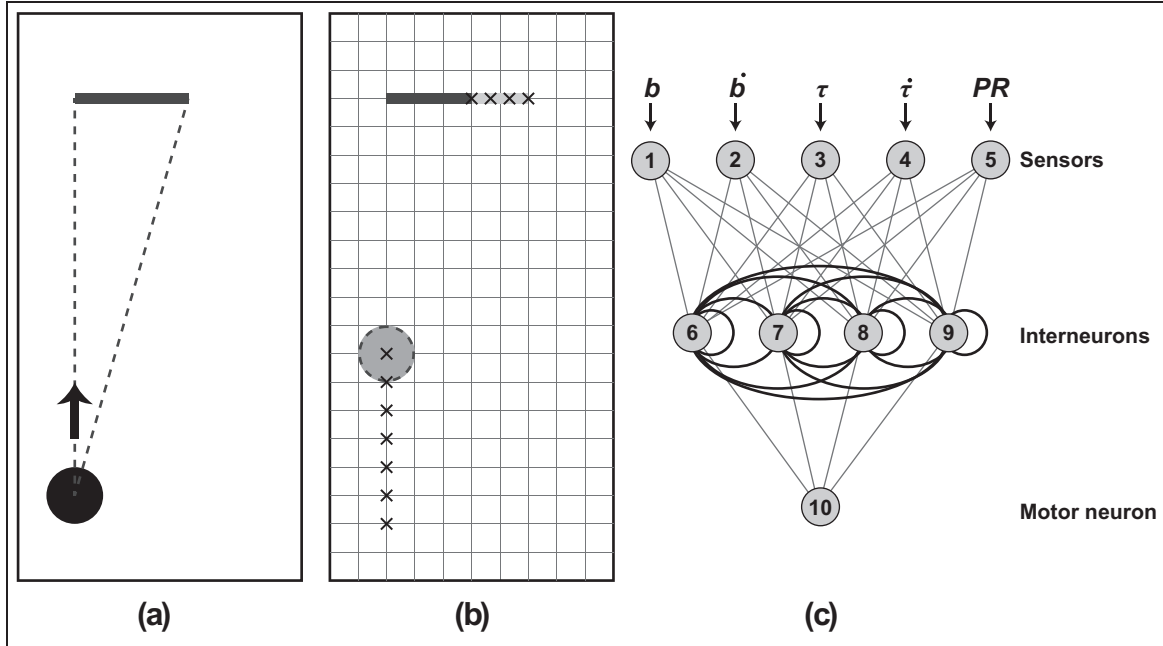 b ḃ τ τ̇ PR
1 2 3 4 5 Sensors
6 7 8 9 Interneurons
10 Motor neuron
(a) (b) (c)